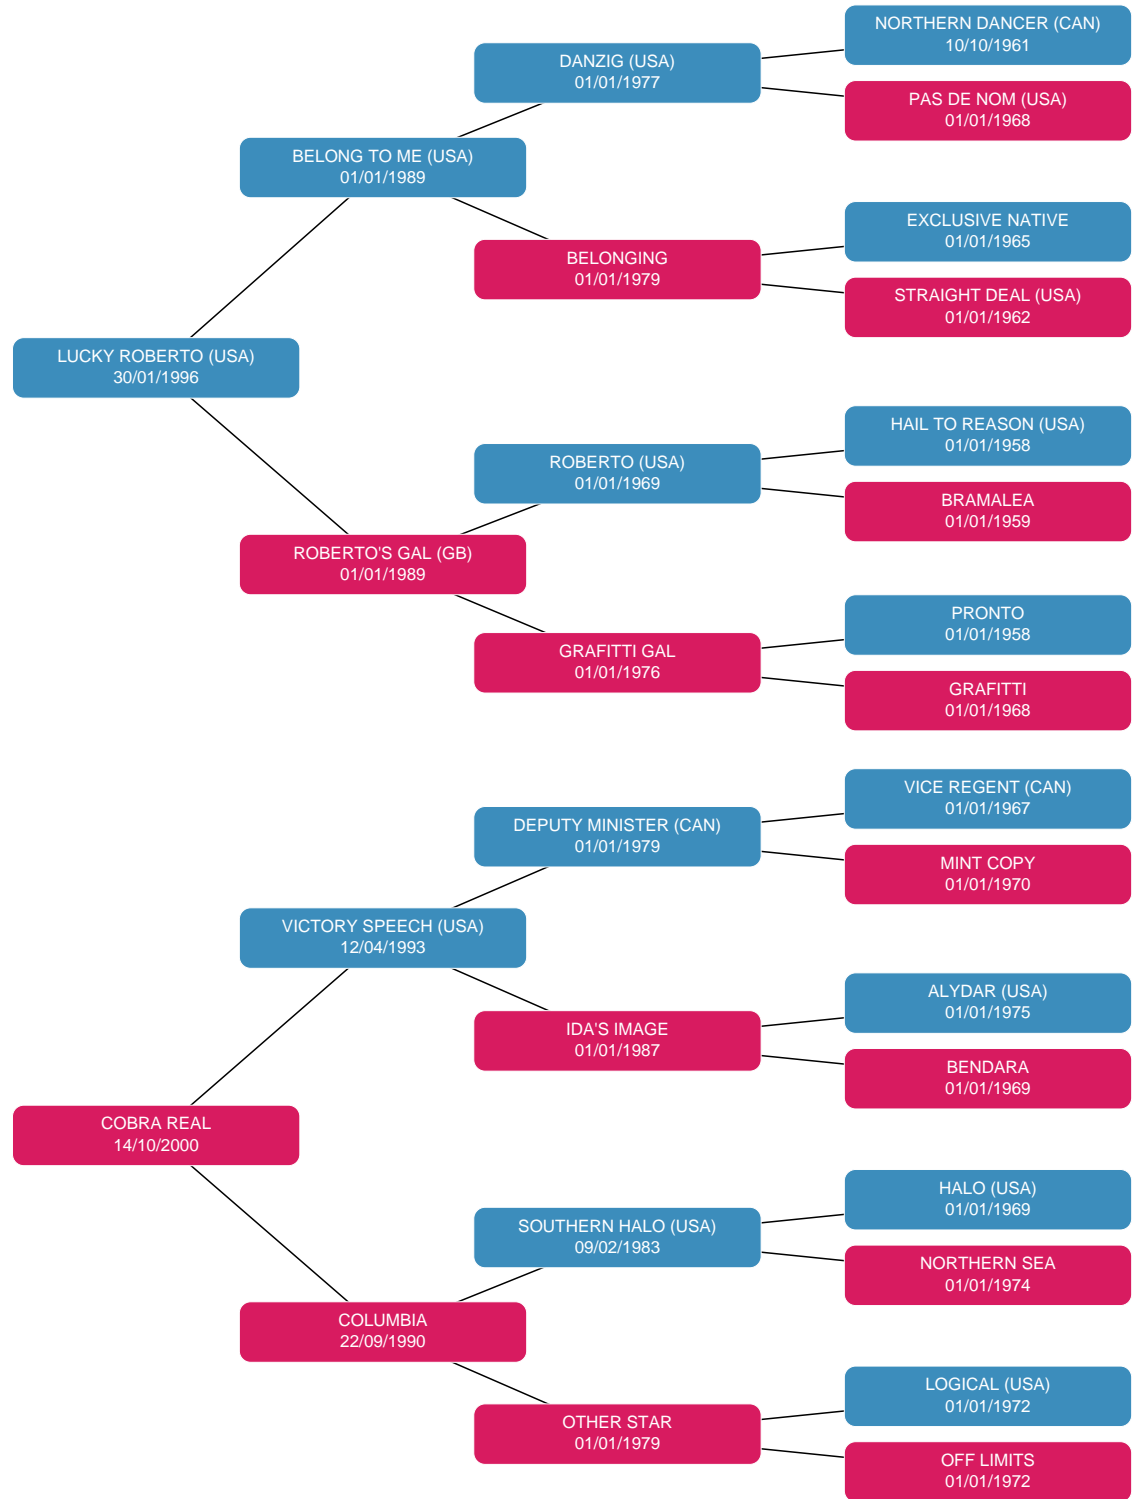 NORTHERN DANCER (CAN)
10/10/1961
DANZIG (USA)
01/01/1977
PAS DE NOM (USA)
01/01/1968
BELONG TO ME (USA)
01/01/1989
EXCLUSIVE NATIVE
01/01/1965
BELONGING
01/01/1979
STRAIGHT DEAL (USA)
01/01/1962
LUCKY ROBERTO (USA)
30/01/1996
HAIL TO REASON (USA)
01/01/1958
ROBERTO (USA)
01/01/1969
BRAMALEA
01/01/1959
ROBERTO'S GAL (GB)
01/01/1989
PRONTO
01/01/1958
GRAFITTI GAL
01/01/1976
GRAFITTI
01/01/1968
VICE REGENT (CAN)
01/01/1967
DEPUTY MINISTER (CAN)
01/01/1979
MINT COPY
01/01/1970
VICTORY SPEECH (USA)
12/04/1993
ALYDAR (USA)
01/01/1975
IDA'S IMAGE
01/01/1987
BENDARA
01/01/1969
COBRA REAL
14/10/2000
HALO (USA)
01/01/1969
SOUTHERN HALO (USA)
09/02/1983
NORTHERN SEA
01/01/1974
COLUMBIA
22/09/1990
LOGICAL (USA)
01/01/1972
OTHER STAR
01/01/1979
OFF LIMITS
01/01/1972